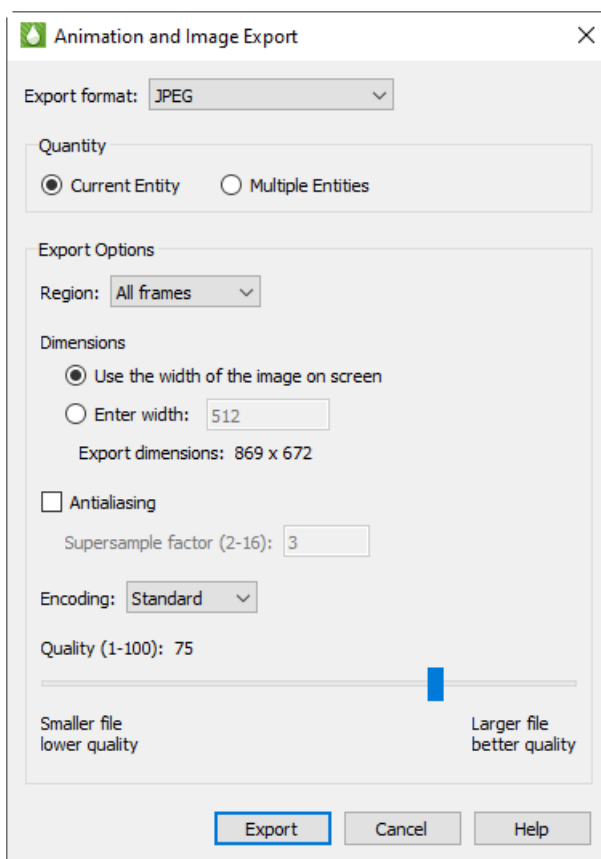 Animation and Image Export
Export format: JPEG
Quantity
Current Entity Multiple Entities
Export Options
Region: All frames
Dimensions
Use the width of the image on screen
Enter width: 512
Export dimensions: 869 x 672
Antialiasing
Supersample factor (2-16): 3
Encoding: Standard
Quality (1-100): 75
Smaller file Larger file
lower quality better quality
Export Cancel Help